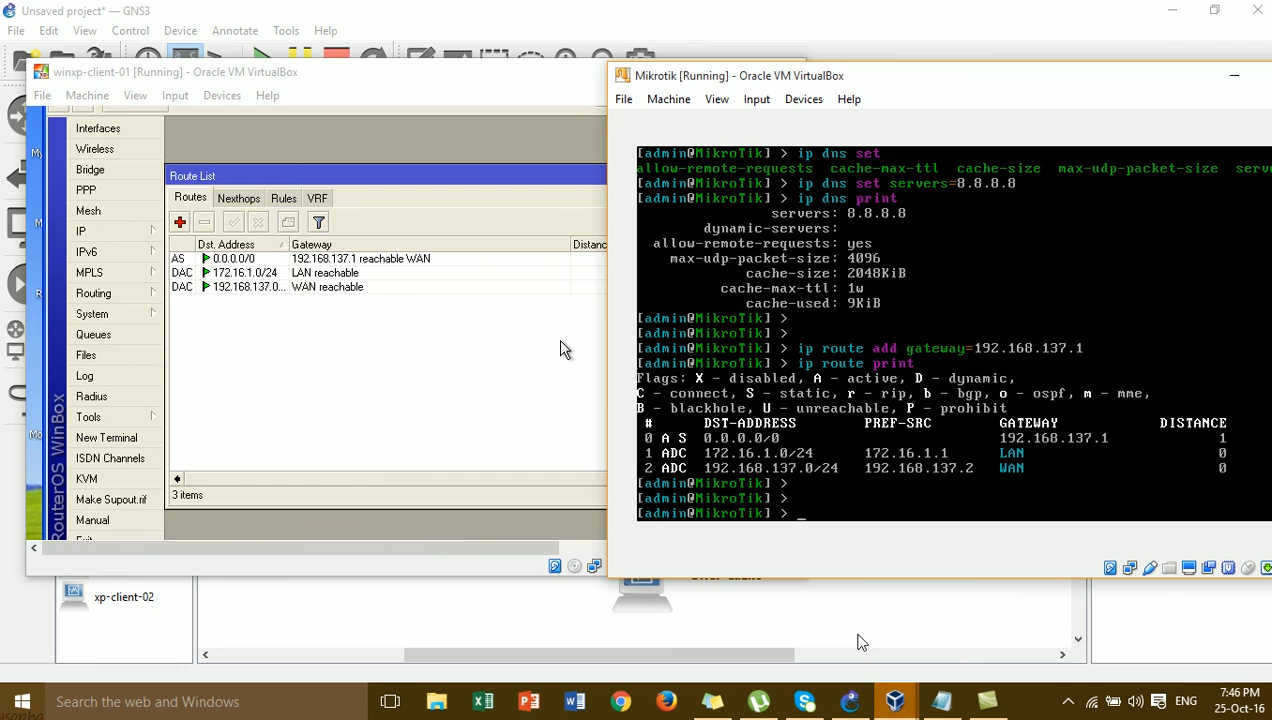 Unsaved project* — GNS3
File Edit View Control Device Annotate Tools Help
winxp-client-01 [Running] - Oracle VM VirtualBox
File Machine View Input Devices Help
Interfaces
Wireless
Bridge
PPP
Mesh
IP
IPv6
MPLS
Routing
System
Queues
Files
Log
Radius
Tools
New Terminal
ISDN Channels
KVM
Make Supout.rif
Manual
RouterOS WinBox
Route List
Routes Nexthops Rules VRF
Dst. Address Gateway Distanc
AS 0.0.0.0/0 192.168.137.1 reachable WAN
DAC 172.16.1.0/24 LAN reachable
DAC 192.168.137.0... WAN reachable
3 items
Mikrotik [Running] - Oracle VM VirtualBox
File Machine View Input Devices Help
[admin@MikroTik] > ip dns set
allow-remote-requests cache-max-ttl cache-size max-udp-packet-size serve
[admin@MikroTik] > ip dns set servers=8.8.8.8
[admin@MikroTik] > ip dns print
servers: 8.8.8.8
dynamic-servers:
allow-remote-requests: yes
max-udp-packet-size: 4096
cache-size: 2048KiB
cache-max-ttl: 1w
cache-used: 9KiB
[admin@MikroTik] >
[admin@MikroTik] >
[admin@MikroTik] > ip route add gateway=192.168.137.1
[admin@MikroTik] > ip route print
Flags: X - disabled, A - active, D - dynamic,
C - connect, S - static, r - rip, b - bgp, o - ospf, m - mme,
B - blackhole, U - unreachable, P - prohibit
# DST-ADDRESS PREF-SRC GATEWAY DISTANCE
0 A S 0.0.0.0/0 192.168.137.1 1
1 ADC 172.16.1.0/24 172.16.1.1 LAN 0
2 ADC 192.168.137.0/24 192.168.137.2 WAN 0
[admin@MikroTik] >
[admin@MikroTik] >
[admin@MikroTik] > _
xp-client-02
Search the web and Windows
ENG
7:46 PM
25-Oct-16